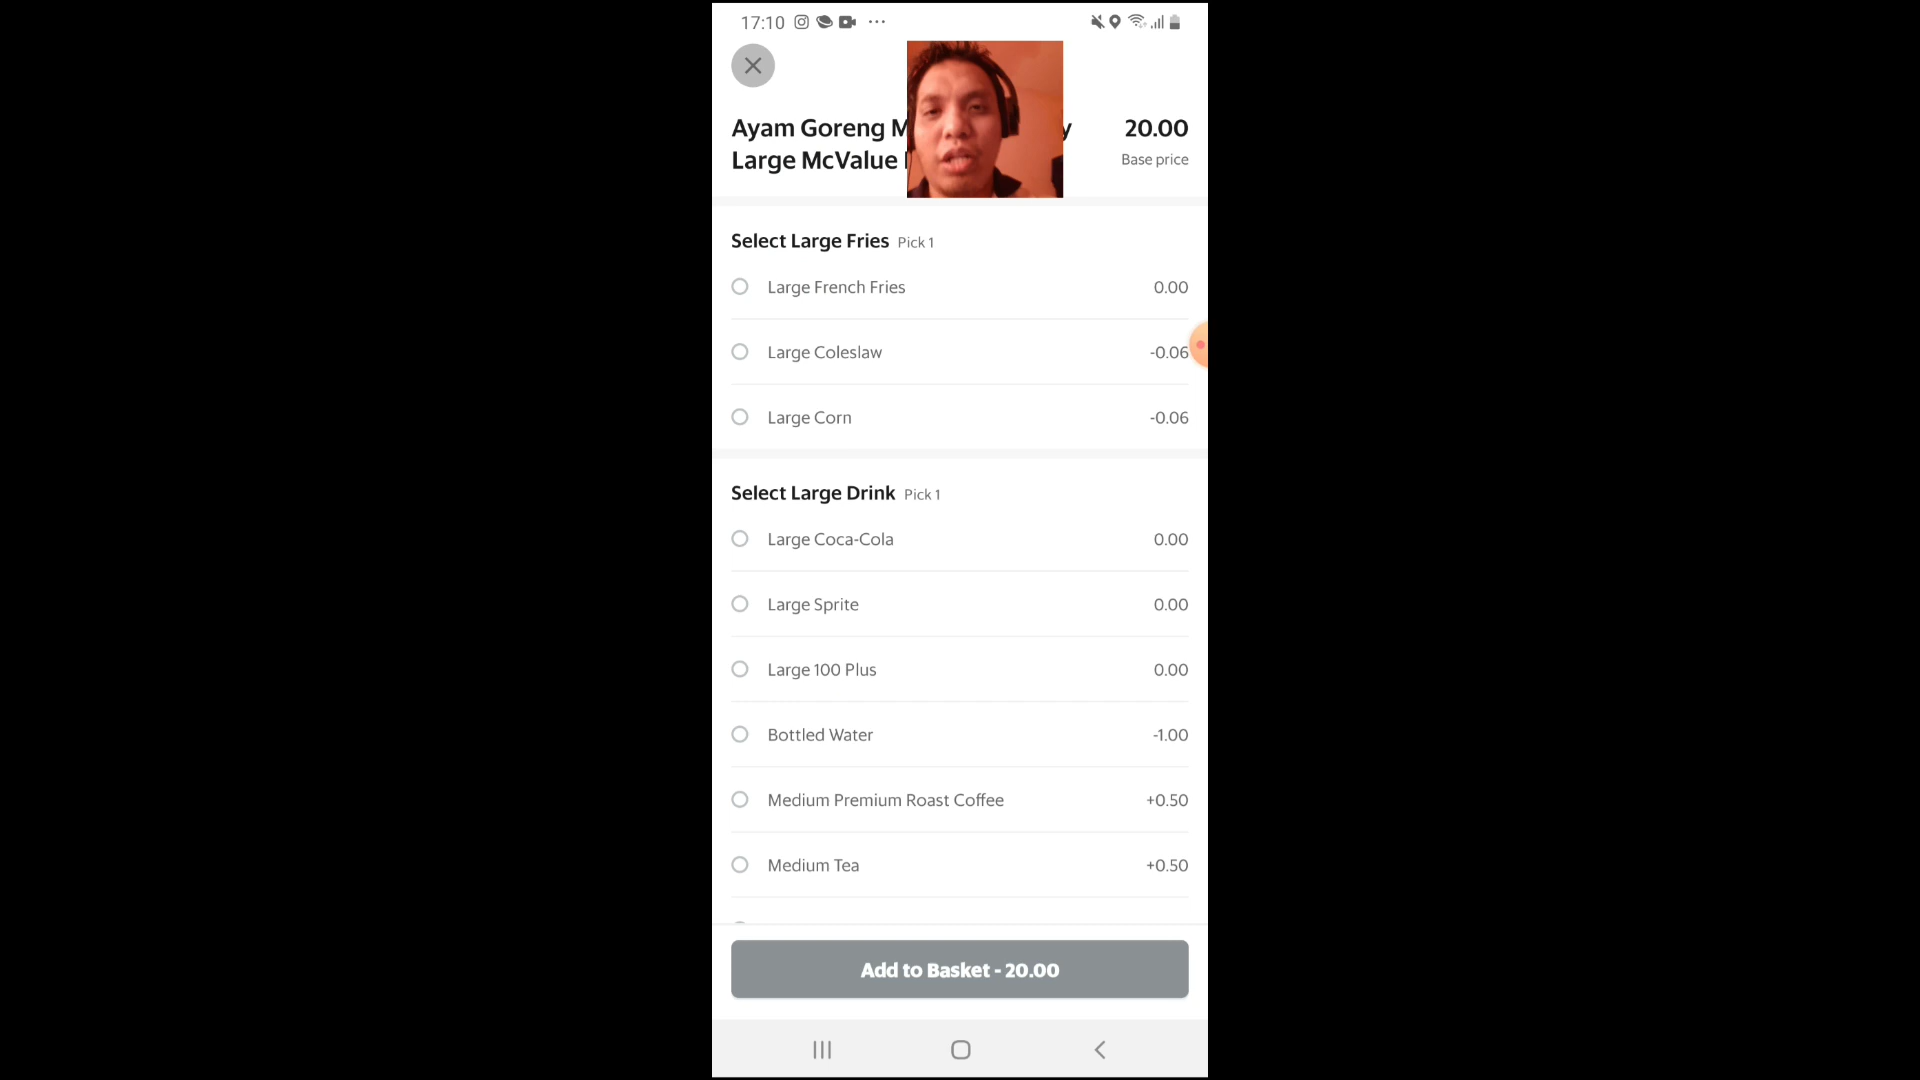 17:10
Ayam Goreng
20.00
Large McValue
Base price
Select Large Fries Pick 1
Large French Fries 0.00
Large Coleslaw -0.06
Large Corn -0.06
Select Large Drink Pick 1
Large Coca-Cola 0.00
Large Sprite 0.00
Large 100 Plus 0.00
Bottled Water -1.00
Medium Premium Roast Coffee +0.50
Medium Tea +0.50
Add to Basket - 20.00